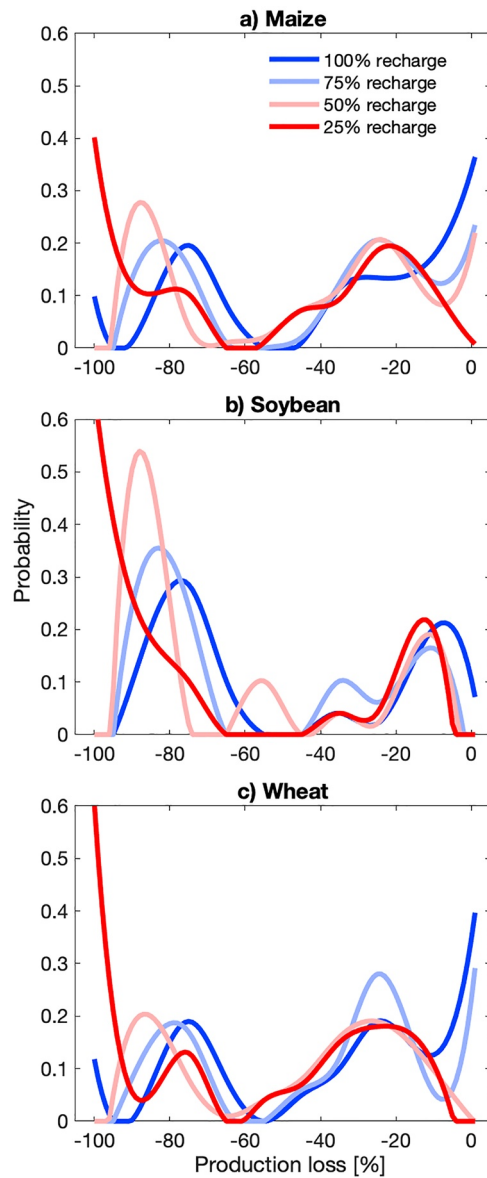 a) Maize
0.6
0.5
0.4
0.3
0.2
0.1
0
100% recharge
75% recharge
50% recharge
25% recharge
-100 -80 -60 -40 -20 0
b) Soybean
0.6
0.5
0.4
0.3
0.2
0.1
0
Probability
-100 -80 -60 -40 -20 0
c) Wheat
0.6
0.5
0.4
0.3
0.2
0.1
0
-100 -80 -60 -40 -20 0
Production loss [%]